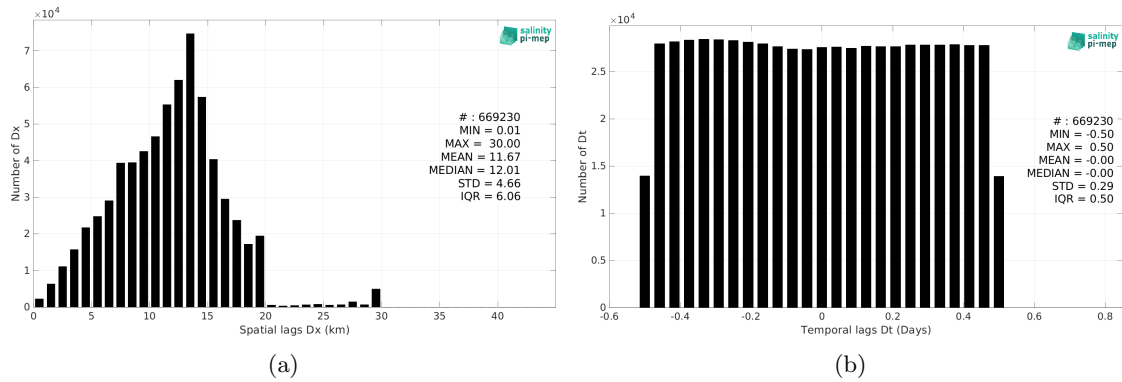 ×10⁴
7
6
5
4
3
2
1
0
Number of Dx
salinity
pi-mep
# : 669230
MIN = 0.01
MAX = 30.00
MEAN = 11.67
MEDIAN = 12.01
STD = 4.66
IQR = 6.06
0 5 10 15 20 25 30 35 40
Spatial lags Dx (km)
(a)
×10⁴
2.5
2
1.5
1
0.5
0
Number of Dt
salinity
pi-mep
# : 669230
MIN = -0.50
MAX = 0.50
MEAN = -0.00
MEDIAN = -0.00
STD = 0.29
IQR = 0.50
-0.6 -0.4 -0.2 0 0.2 0.4 0.6 0.8
Temporal lags Dt (Days)
(b)